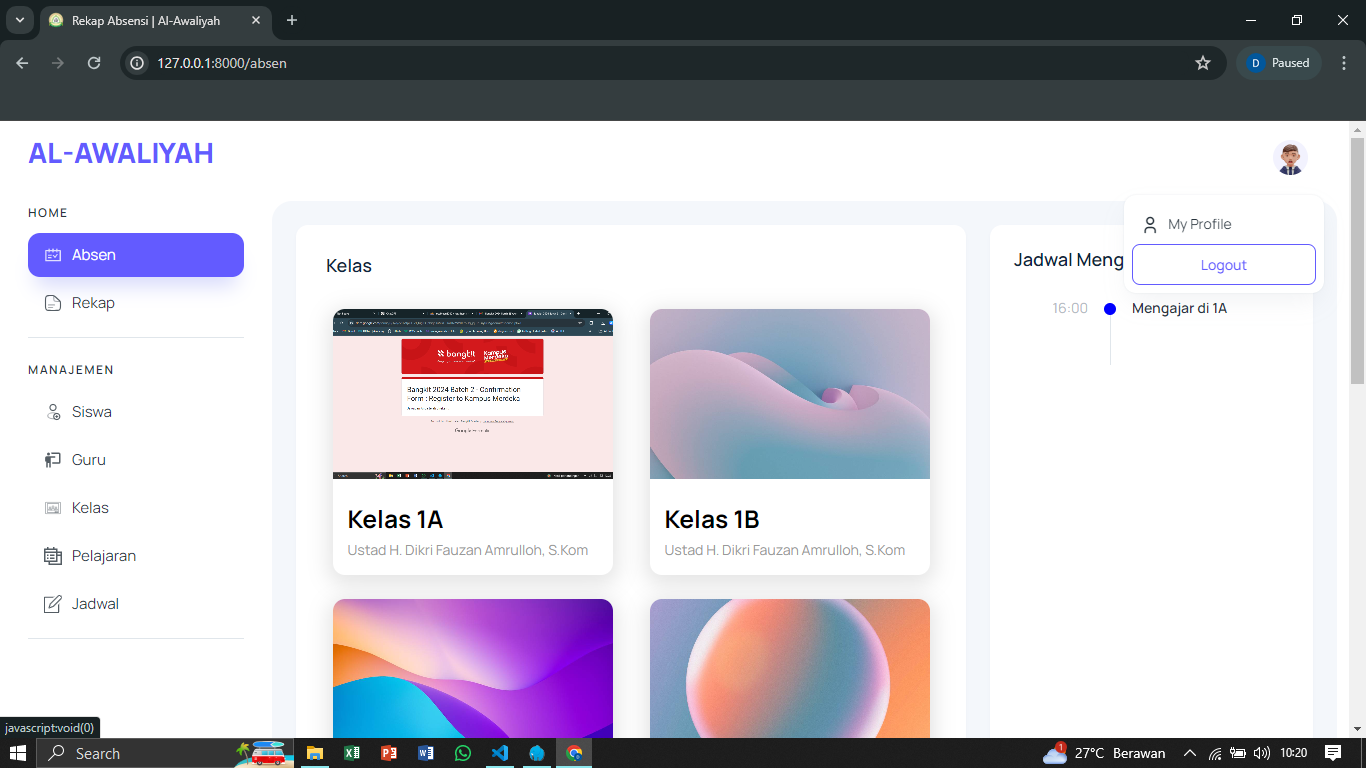 Rekap Absensi | Al-Awaliyah
127.0.0.1:8000/absen
D Paused
AL-AWALIYAH
HOME
Absen
Rekap
MANAJEMEN
Siswa
Guru
Kelas
Pelajaran
Jadwal
Kelas
bangkit
Kampus
Merdeka
Bangkit 2024 Batch 2 - Confirmation
Form : Register to Kampus Merdeka
Kelas 1A
Ustad H. Dikri Fauzan Amrulloh, S.Kom
Kelas 1B
Ustad H. Dikri Fauzan Amrulloh, S.Kom
Jadwal Meng
My Profile
Logout
16:00 Mengajar di 1A
javascript:void(0)
Search
1
27°C Berawan
10:20